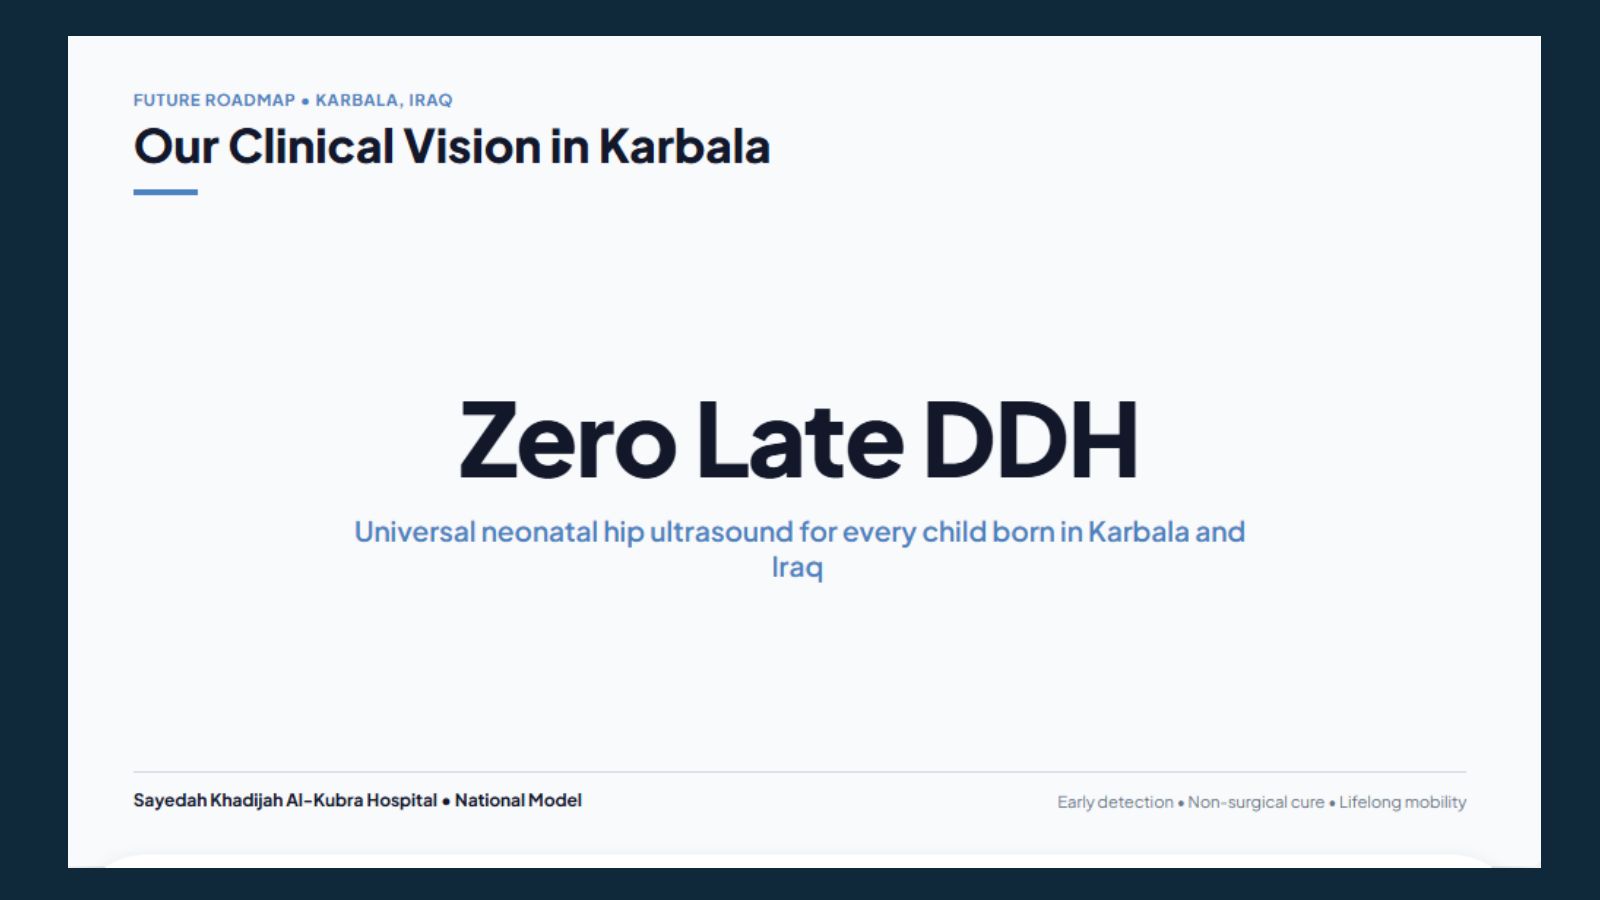 FUTURE ROADMAP • KARBALA, IRAQ
Our Clinical Vision in Karbala
Zero Late DDH
Universal neonatal hip ultrasound for every child born in Karbala and
Iraq
Sayedah Khadijah Al-Kubra Hospital • National Model
Early detection • Non-surgical cure • Lifelong mobility